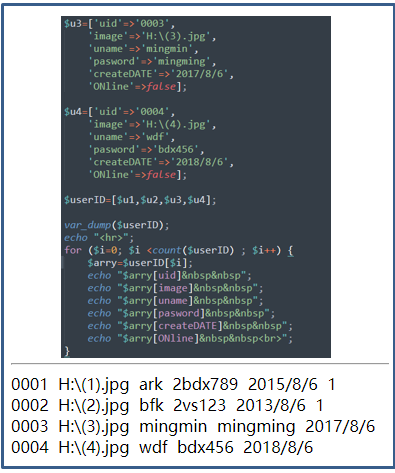 $u3=['uid'=>'0003',
'image'=>'H:\(3).jpg',
'uname'=>'mingmin',
'pasword'=>'mingming',
'createDATE'=>'2017/8/6',
'ONline'=>false];
$u4=['uid'=>'0004',
'image'=>'H:\(4).jpg',
'uname'=>'wdf',
'pasword'=>'bdx456',
'createDATE'=>'2018/8/6',
'ONline'=>false];
$userID=[$u1,$u2,$u3,$u4];
var_dump($userID);
echo "<hr>";
for ($i=0; $i <count($userID) ; $i++) {
$arry=$userID[$i];
echo "$arry[uid]&nbsp&nbsp";
echo "$arry[image]&nbsp&nbsp";
echo "$arry[uname]&nbsp&nbsp";
echo "$arry[pasword]&nbsp&nbsp";
echo "$arry[createDATE]&nbsp&nbsp";
echo "$arry[ONline]&nbsp&nbsp<br>";
}
0001 H:\(1).jpg ark 2bdx789 2015/8/6 1
0002 H:\(2).jpg bfk 2vs123 2013/8/6 1
0003 H:\(3).jpg mingmin mingming 2017/8/6
0004 H:\(4).jpg wdf bdx456 2018/8/6